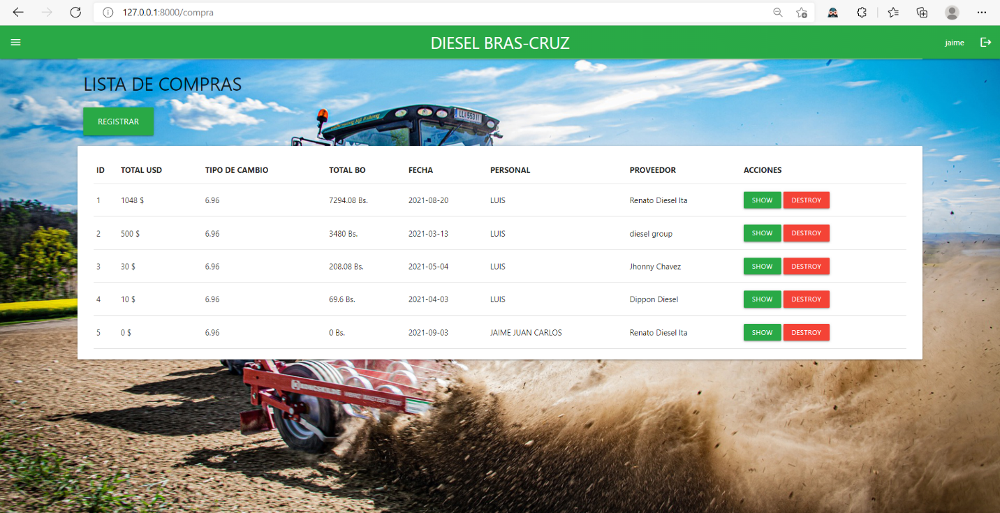 127.0.0.1:8000/compra
DIESEL BRAS-CRUZ
jaime
LISTA DE COMPRAS
REGISTRAR
ID TOTAL USD TIPO DE CAMBIO TOTAL BO FECHA PERSONAL PROVEEDOR ACCIONES
1 1048 $ 6.96 7294.08 Bs. 2021-08-20 LUIS Renato Diesel Ita SHOW DESTROY
2 500 $ 6.96 3480 Bs. 2021-03-13 LUIS diesel group SHOW DESTROY
3 30 $ 6.96 208.08 Bs. 2021-05-04 LUIS Jhonny Chavez SHOW DESTROY
4 10 $ 6.96 69.6 Bs. 2021-04-03 LUIS Dippon Diesel SHOW DESTROY
5 0 $ 6.96 0 Bs. 2021-09-03 JAIME JUAN CARLOS Renato Diesel Ita SHOW DESTROY